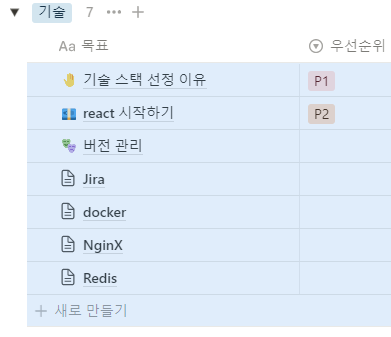 기술 7
Aa 목표 우선순위
기술 스택 선정 이유 P1
react 시작하기 P2
버전 관리
Jira
docker
NginX
Redis
+ 새로 만들기